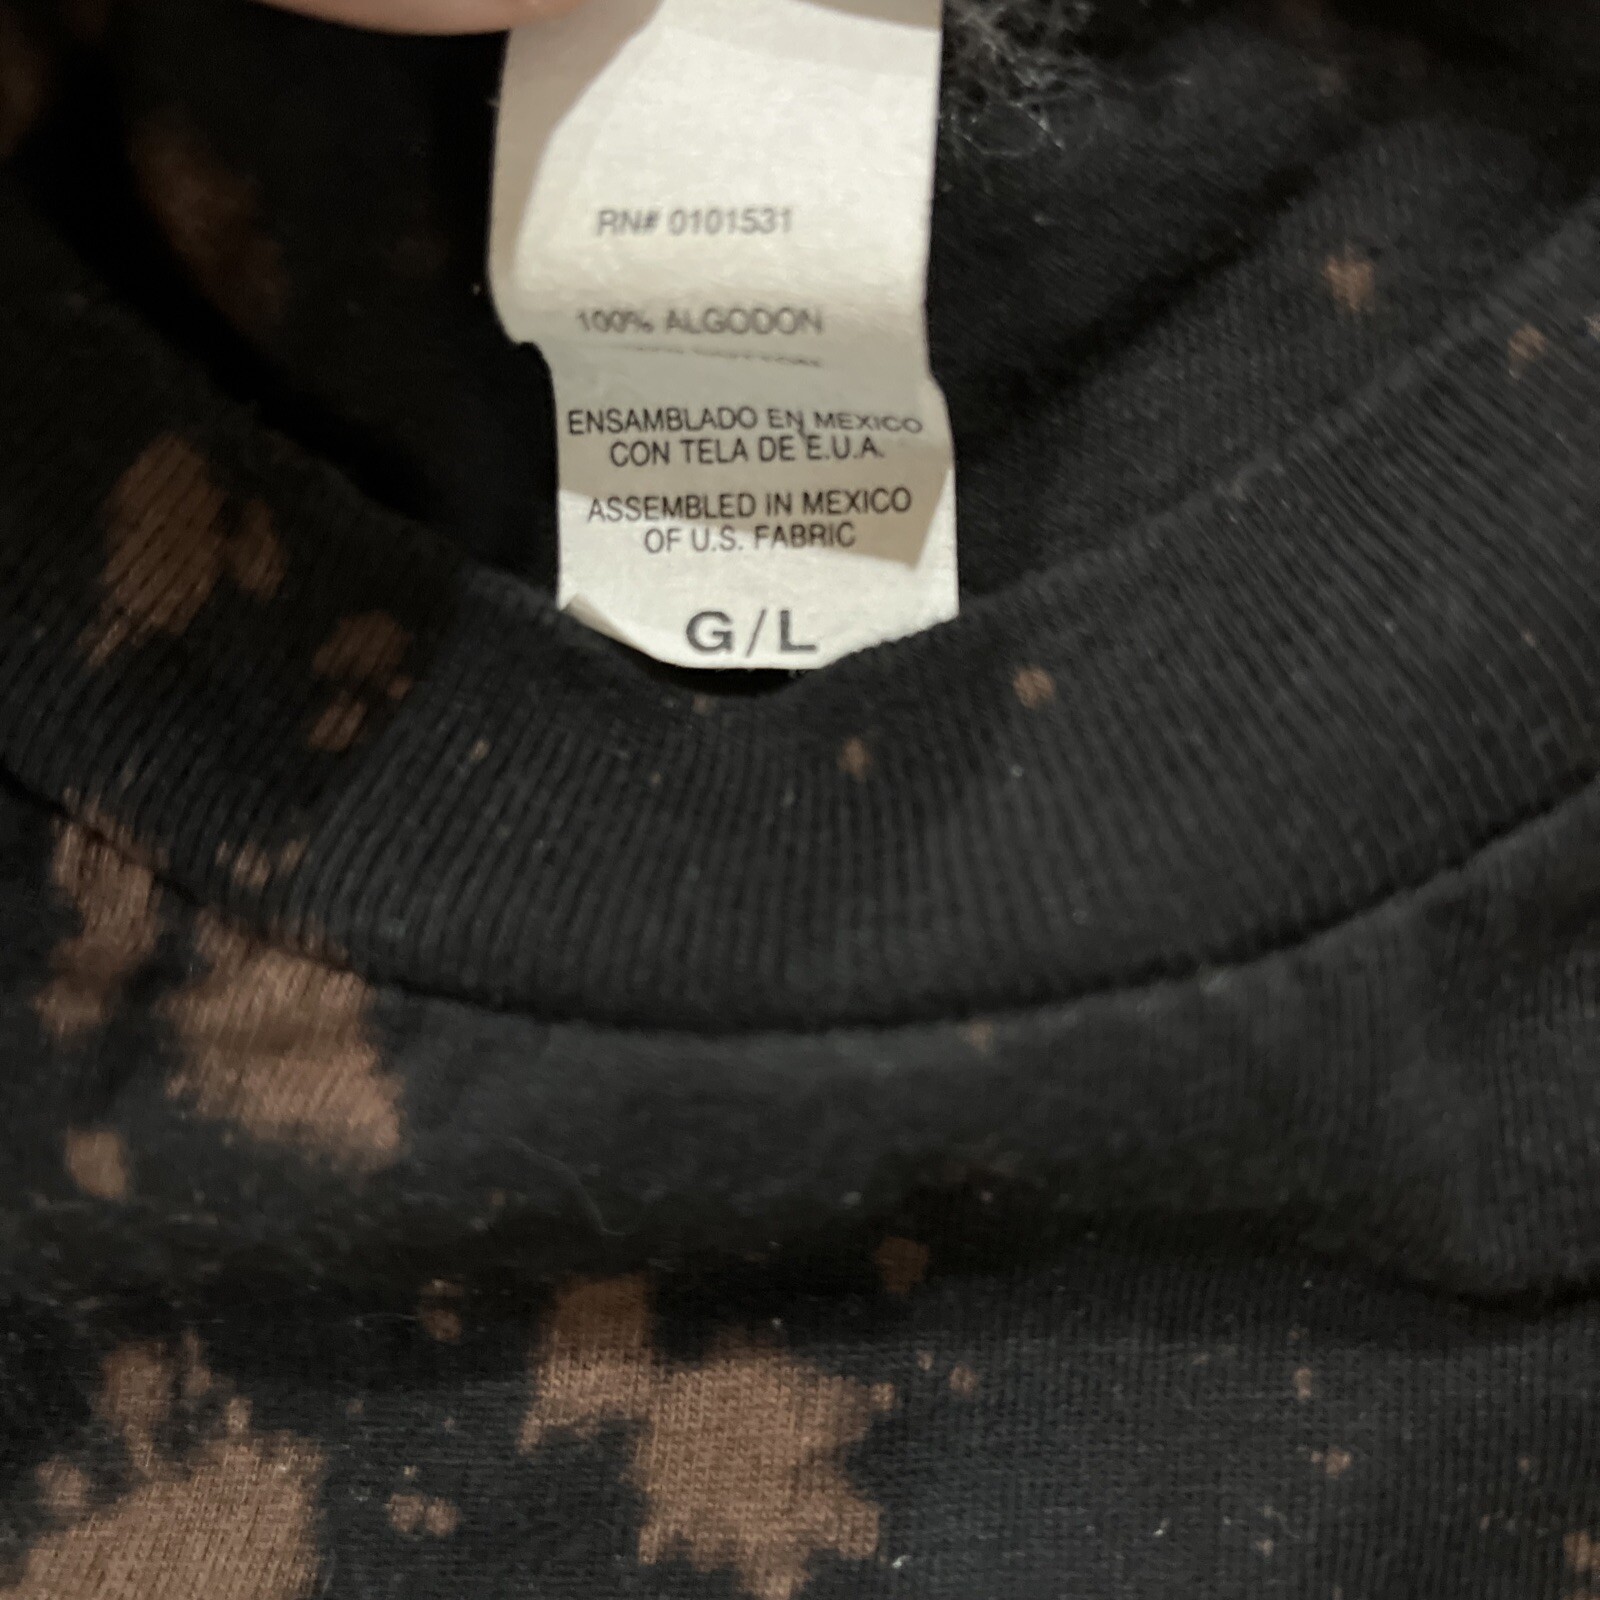 RN# 0101531
100% ALGODON
ENSAMBLADO EN MEXICO
CON TELA DE E.U.A.
ASSEMBLED IN MEXICO
OF U.S. FABRIC
G/L